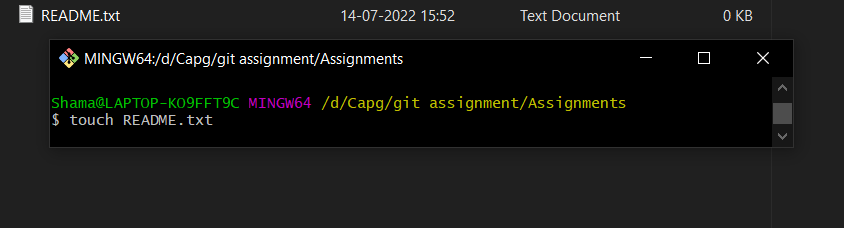 README.txt 14-07-2022 15:52 Text Document 0 KB
MINGW64:/d/Capg/git assignment/Assignments
Shama@LAPTOP-KO9FFT9C MINGW64 /d/Capg/git assignment/Assignments
$ touch README.txt